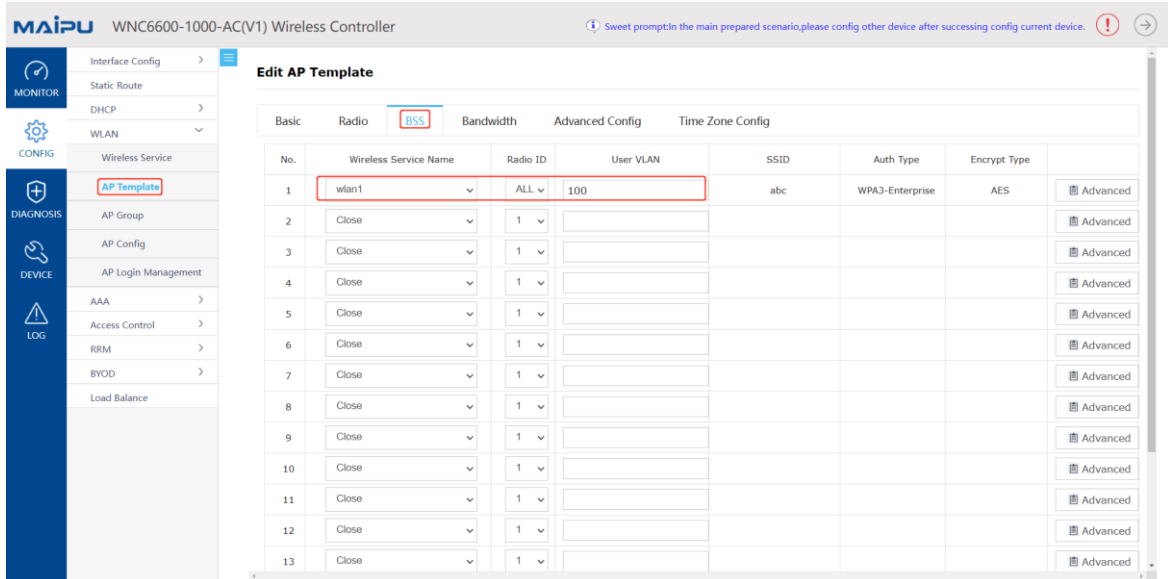 MAIPU WNC6600-1000-AC(V1) Wireless Controller
Sweet prompt:In the main prepared scenario,please config other device after successing config current device.
MONITOR
CONFIG
DIAGNOSIS
DEVICE
LOG
Interface Config
Static Route
DHCP
WLAN
Wireless Service
AP Template
AP Group
AP Config
AP Login Management
AAA
Access Control
RRM
BYOD
Load Balance
Edit AP Template
Basic Radio BSS Bandwidth Advanced Config Time Zone Config
No. Wireless Service Name Radio ID User VLAN SSID Auth Type Encrypt Type
1 wlan1 ALL 100 abc WPA3-Enterprise AES Advanced
2 Close 1 Advanced
3 Close 1 Advanced
4 Close 1 Advanced
5 Close 1 Advanced
6 Close 1 Advanced
7 Close 1 Advanced
8 Close 1 Advanced
9 Close 1 Advanced
10 Close 1 Advanced
11 Close 1 Advanced
12 Close 1 Advanced
13 Close 1 Advanced